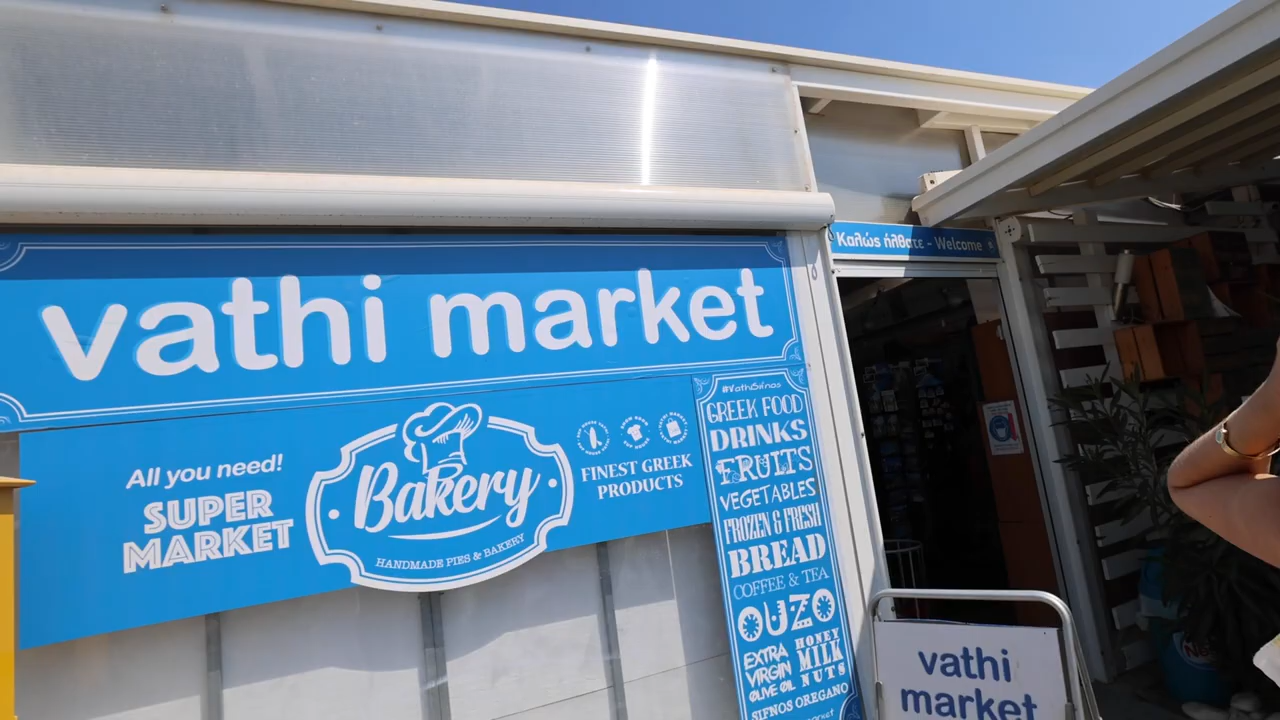 vathi market
All you need!
SUPER
MARKET
Bakery
HANDMADE PIES & BAKERY
FINEST GREEK
PRODUCTS
#VathiSifnos
GREEK FOOD
DRINKS
FRUITS
VEGETABLES
FROZEN & FRESH
BREAD
COFFEE & TEA
OUZO
EXTRA
VIRGIN
OLIVE OIL
HONEY
MILK
NUTS
SIFNOS OREGANO
market
Καλώς ήλθατε - Welcome
vathi
market